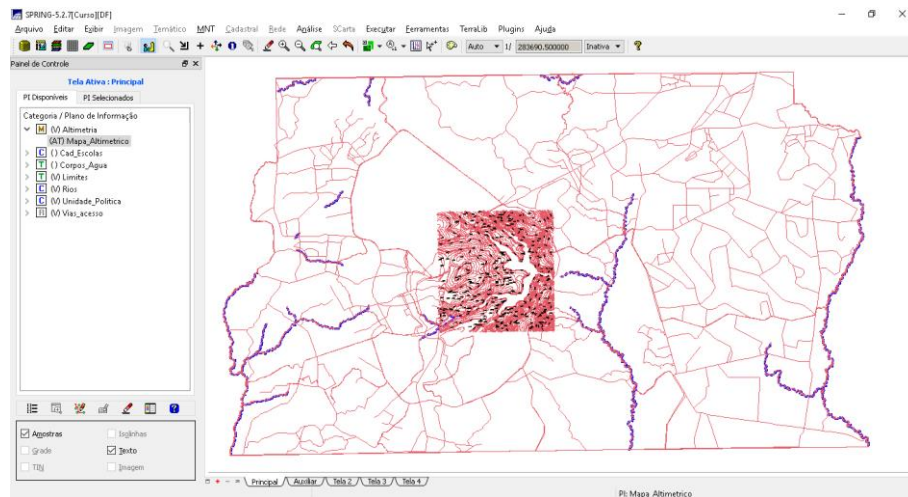 SPRING-5.2.7[Curso][DF]
Arquivo Editar Exibir Imagem Temático MNT Cadastral Rede Análise SCarta Executar Ferramentas TerraLib Plugins Ajuda
Auto 1/ 283690.500000 Inativa
Painel de Controle
Tela Ativa : Principal
PI Disponíveis PI Selecionados
Categoria / Plano de Informação
M (V) Altimetria
(AT) Mapa_Altimetrico
C () Cad_Escolas
T () Corpos_Agua
T (V) Limites
C (V) Rios
C (V) Unidade_Politica
R (V) Vias_acesso
Amostras Isolinhas
Grade Texto
TIN Imagem
Principal Auxiliar Tela 2 Tela 3 Tela 4
PI: Mapa_Altimetrico